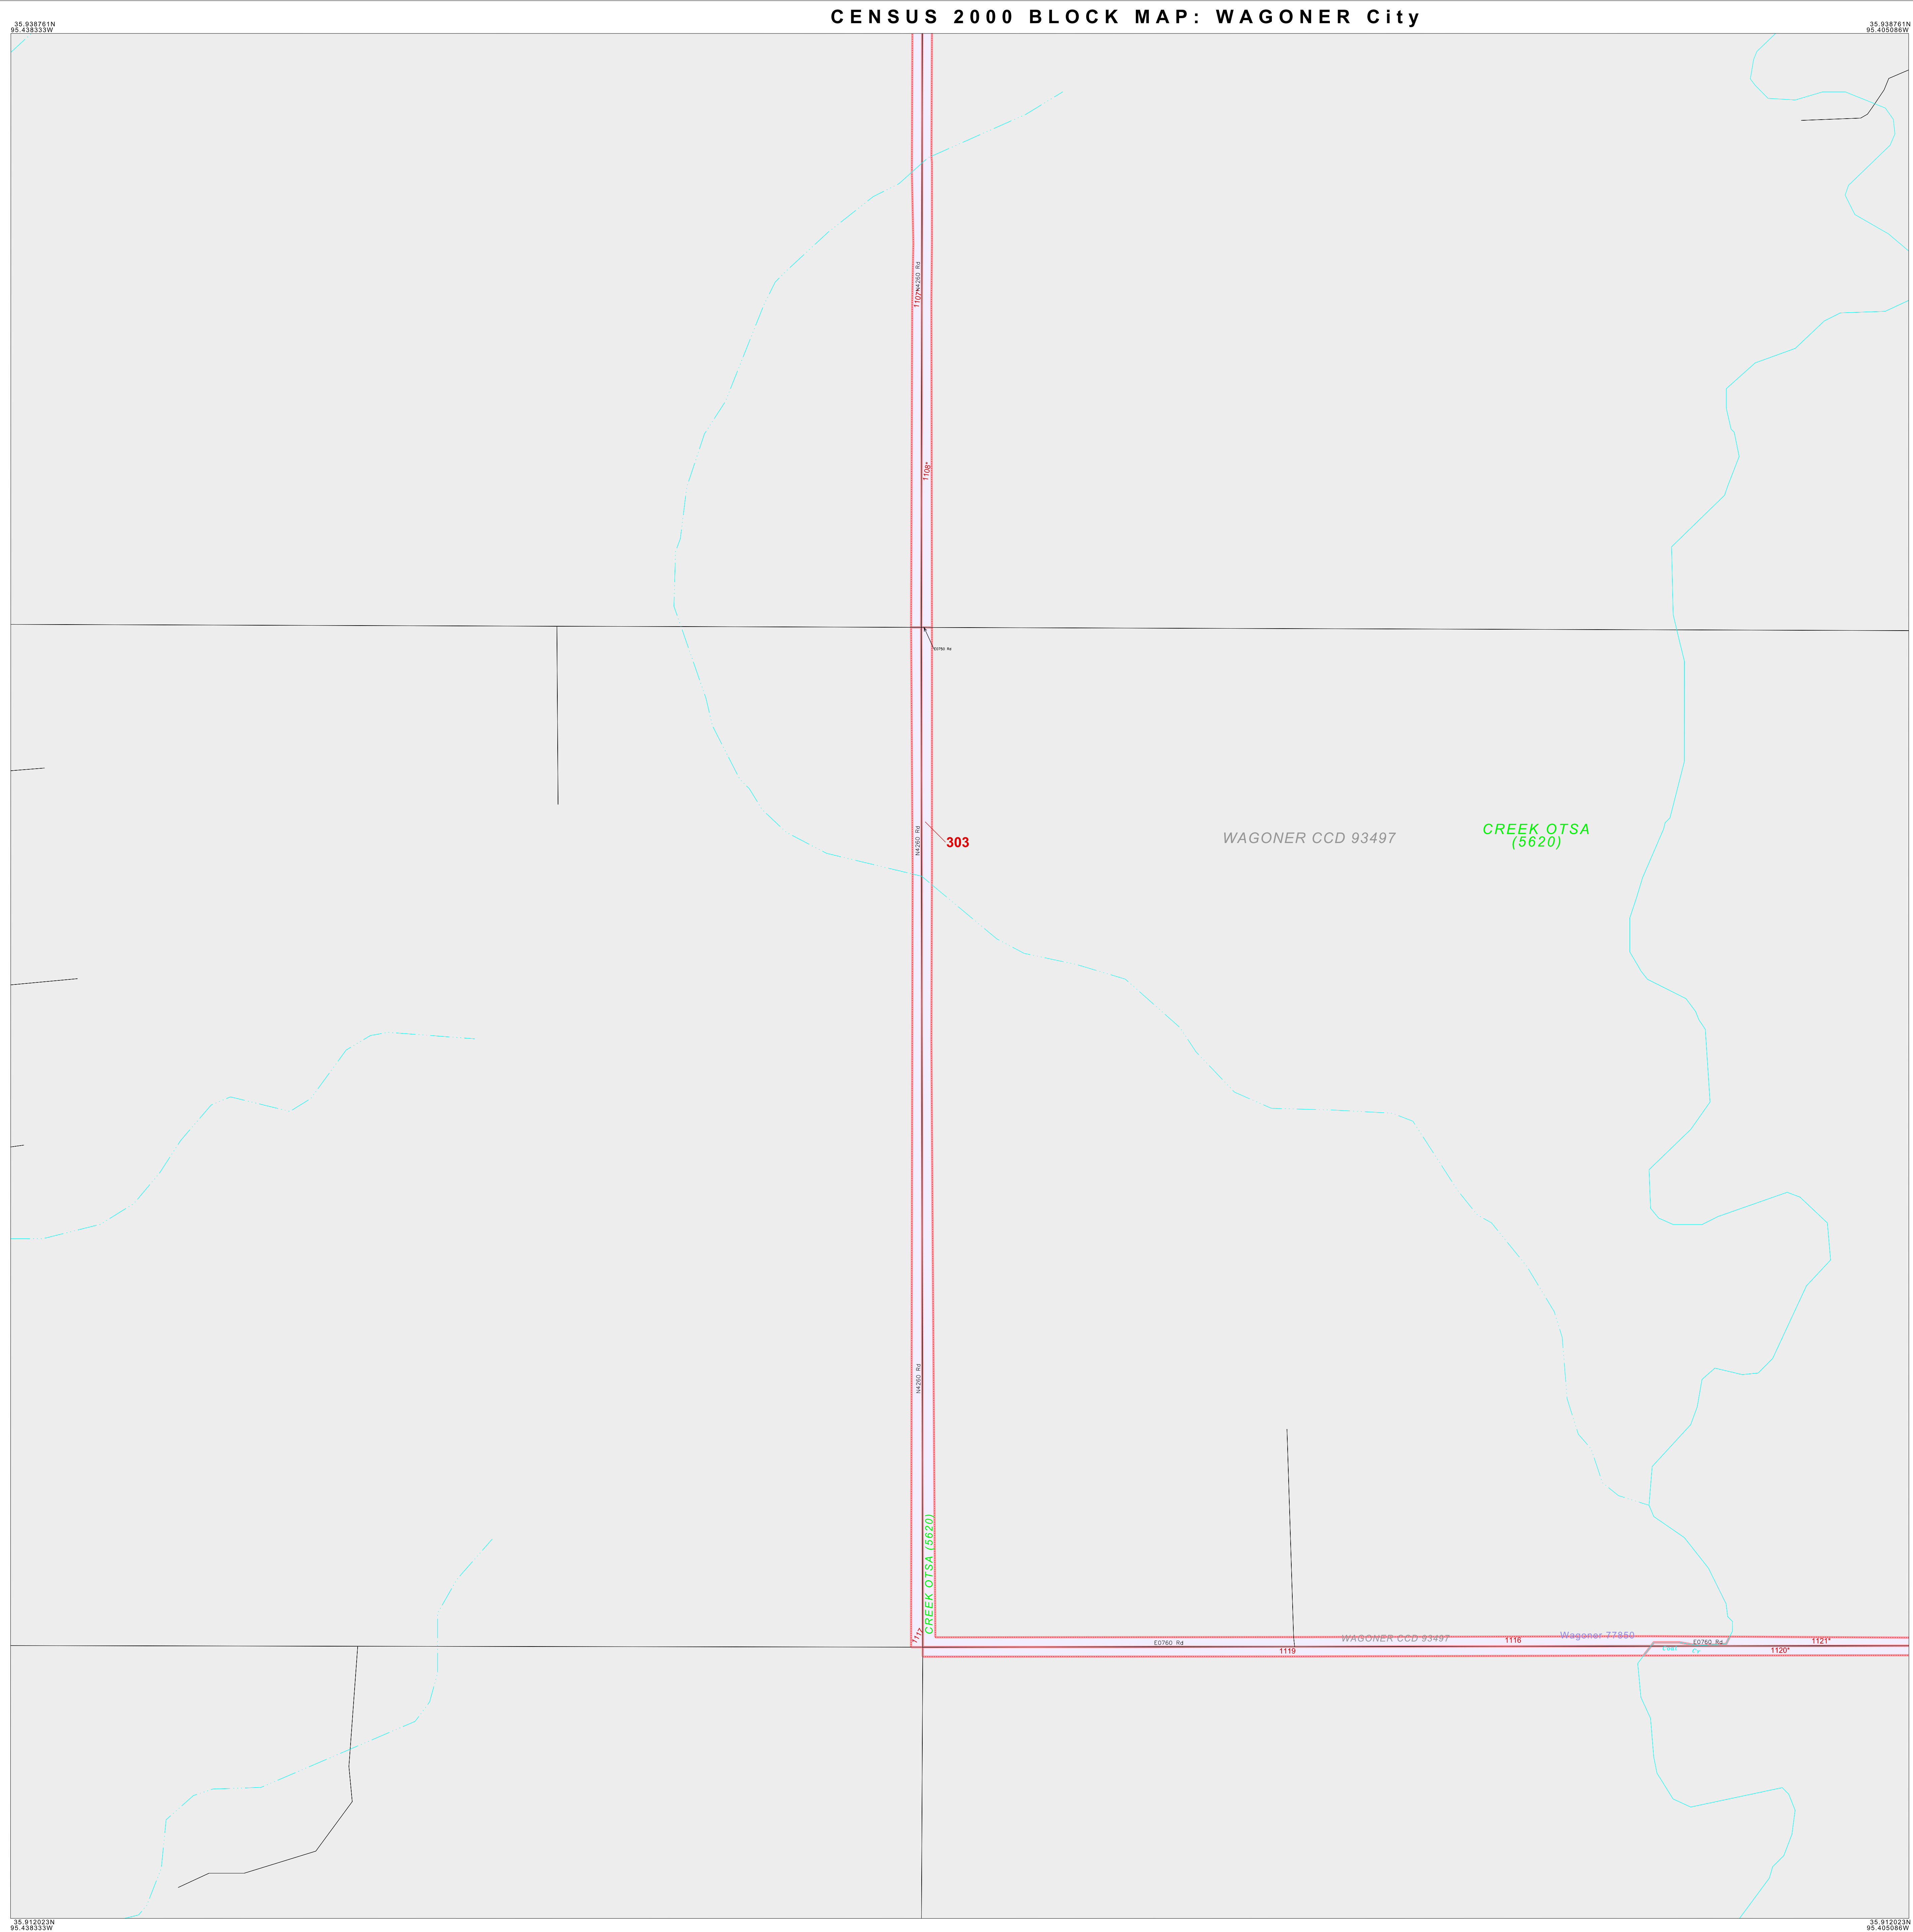 CENSUS 2000 BLOCK MAP: WAGONER City
35.938761N
95.438333W
35.938761N
95.405086W
N4260 Rd
1107*
1108*
E0760 Rd
N4260 Rd
303
WAGONER CCD 93497
CREEK OTSA
(5620)
N4260 Rd
CREEK OTSA (5620)
1117
E0760 Rd
1119
WAGONER CCD 93497
1116
Wagoner 77850
E0760 Rd
Coal Cr
1120*
1121*
35.912023N
95.438333W
35.912023N
95.405086W